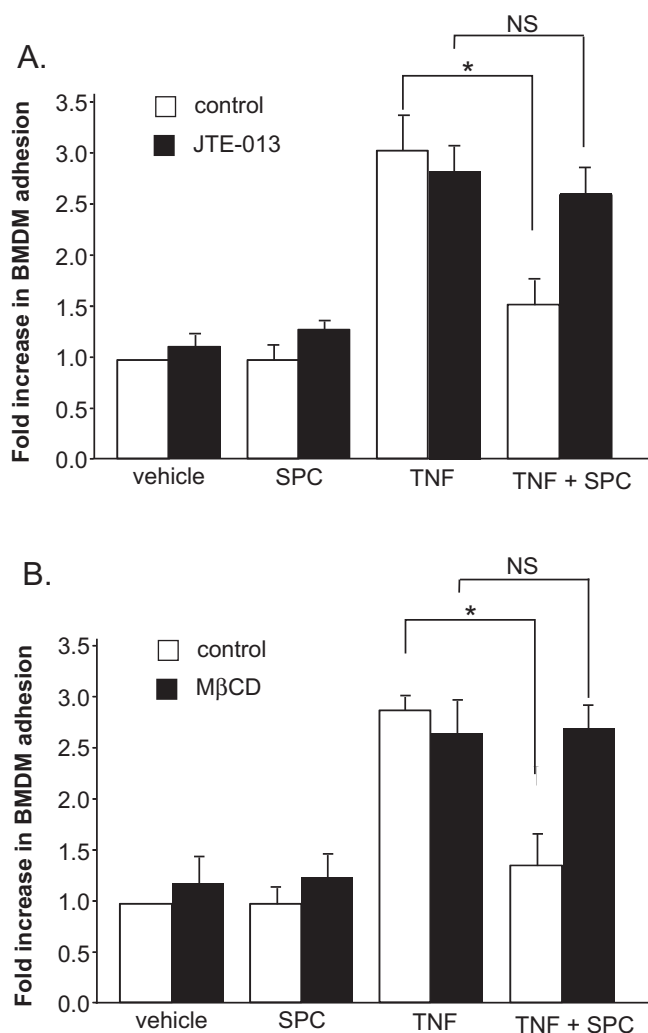 A.
NS
*
Fold increase in BMDM adhesion
3.5
3.0
2.5
2.0
1.5
1.0
0.5
0.0
control
JTE-013
vehicle
SPC
TNF
TNF + SPC
B.
NS
*
Fold increase in BMDM adhesion
3.5
3.0
2.5
2.0
1.5
1.0
0.5
0.0
control
MβCD
vehicle
SPC
TNF
TNF + SPC